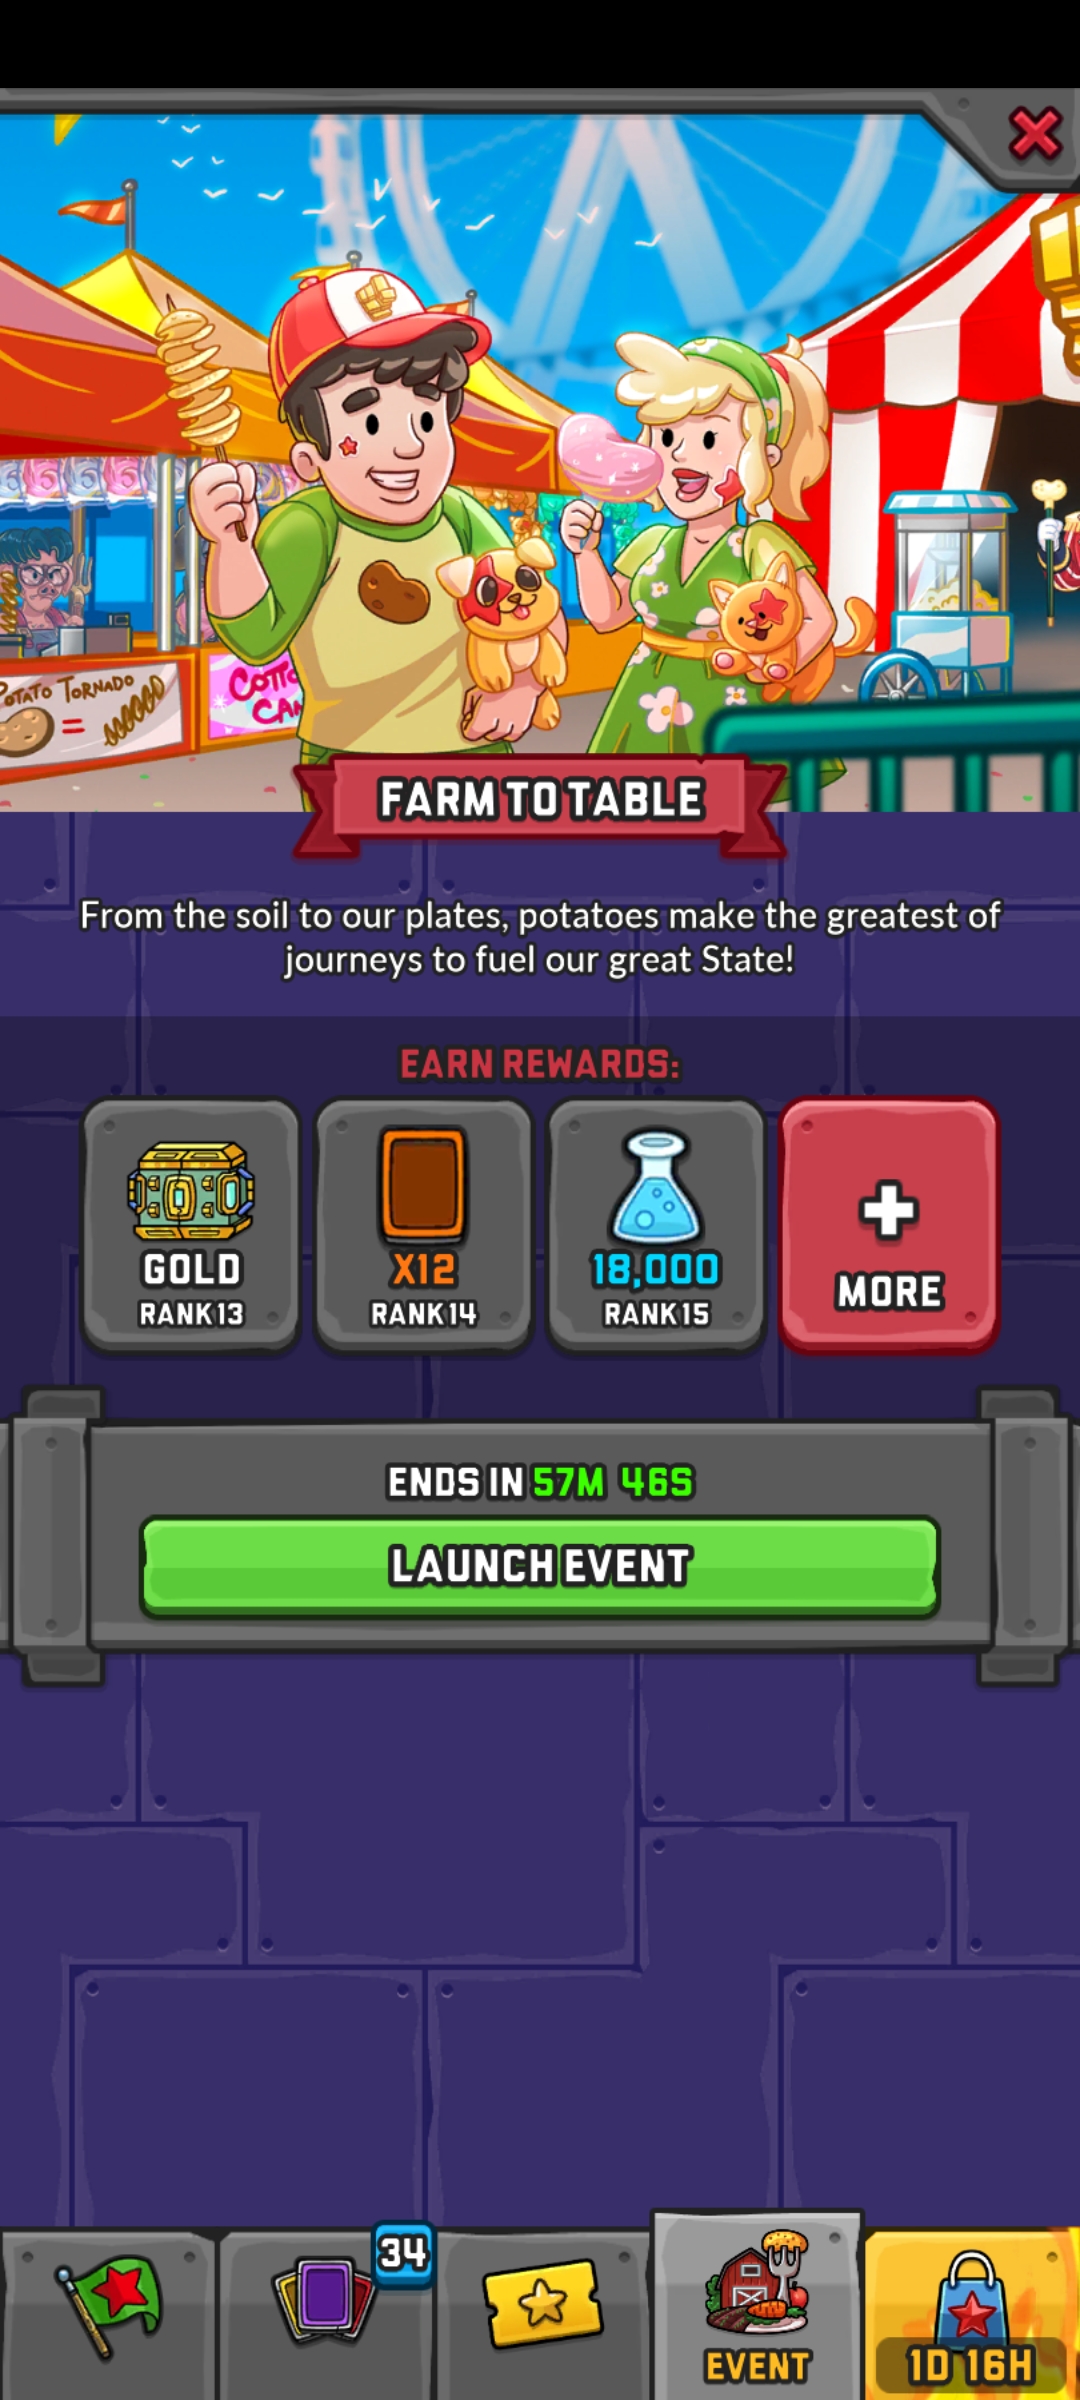 POTATO TORNADO
=
COTTO
CAN
FARM TO TABLE
From the soil to our plates, potatoes make the greatest of
journeys to fuel our great State!
EARN REWARDS:
GOLD
RANK 13
X12
RANK 14
18,000
RANK 15
MORE
ENDS IN 57M 46S
LAUNCH EVENT
34
EVENT
1D 16H